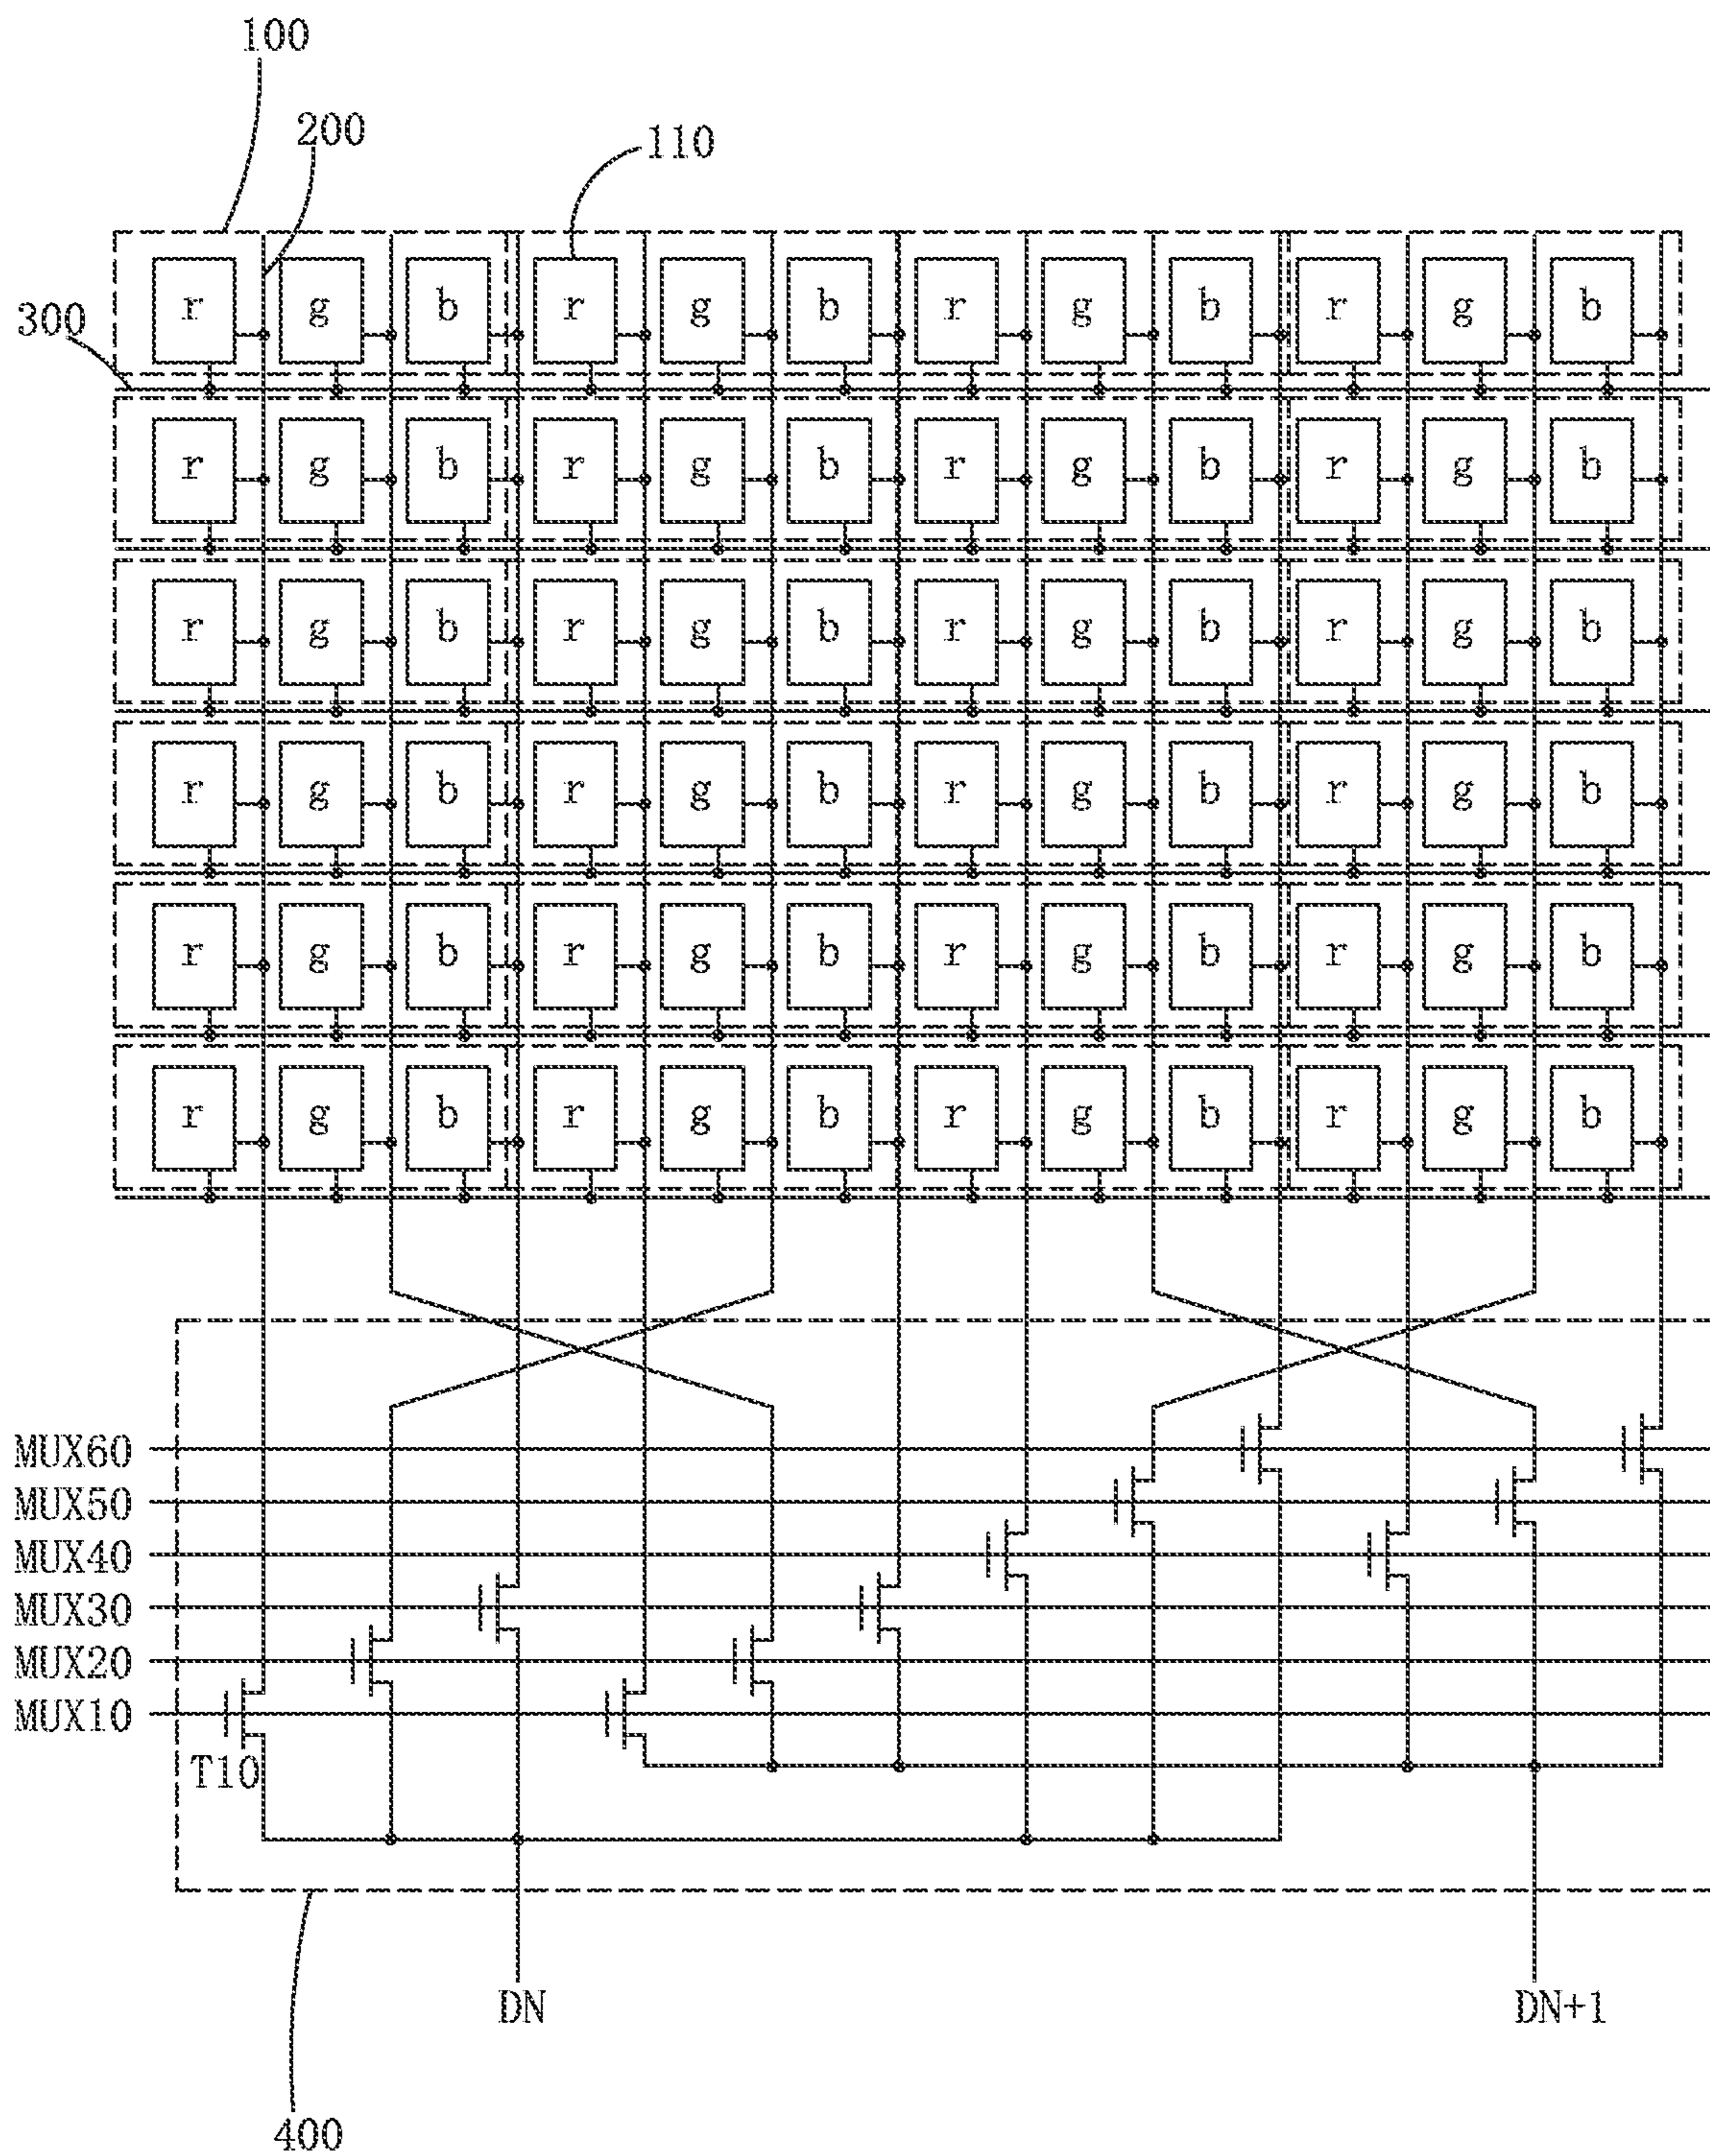 100
200
110
r g b r g b r g b r g b
300
r g b r g b r g b r g b
r g b r g b r g b r g b
r g b r g b r g b r g b
r g b r g b r g b r g b
r g b r g b r g b r g b
MUX60
MUX50
MUX40
MUX30
MUX20
MUX10
T10
DN DN+1
400